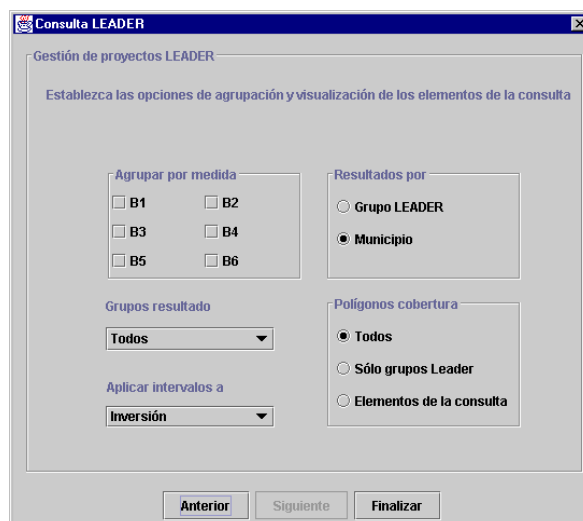 Consulta LEADER
Gestión de proyectos LEADER
Establezca las opciones de agrupación y visualización de los elementos de la consulta
Agrupar por medida
B1 B2
B3 B4
B5 B6
Resultados por
Grupo LEADER
Municipio
Grupos resultado
Todos
Aplicar intervalos a
Inversión
Polígonos cobertura
Todos
Sólo grupos Leader
Elementos de la consulta
Anterior Siguiente Finalizar